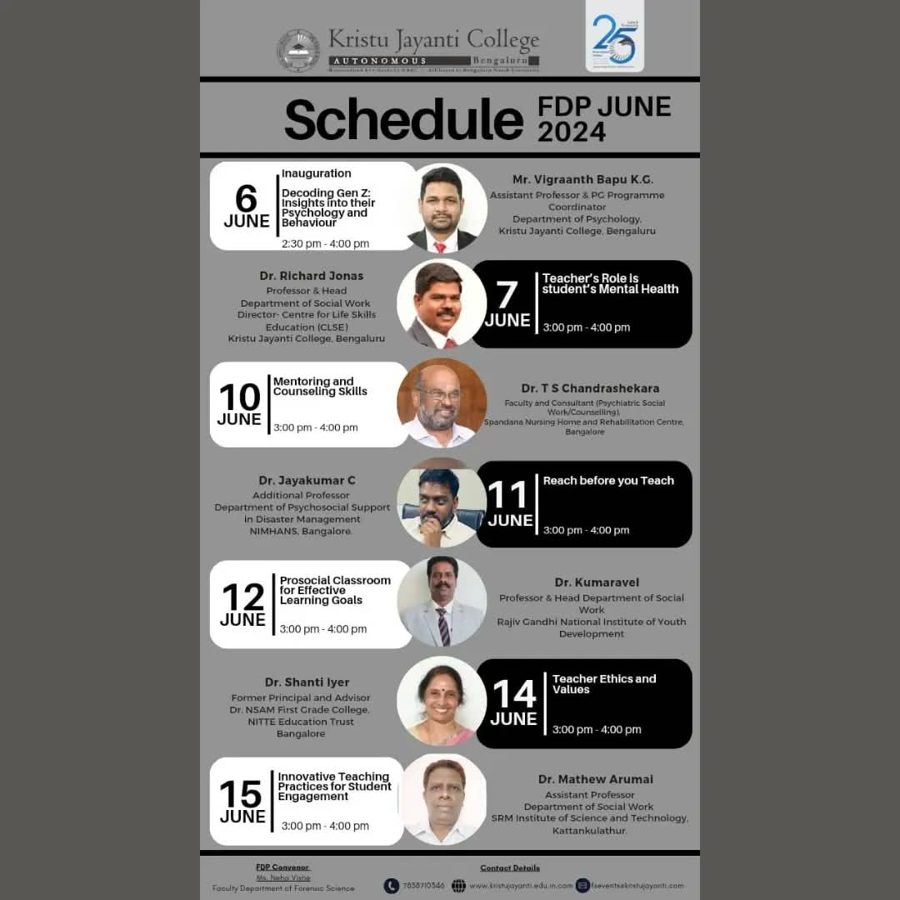 Kristu Jayanti College
AUTONOMOUS Bengaluru
25
Schedule
FDP JUNE
2024
6
JUNE
Inauguration
Decoding Gen Z:
Insights into their
Psychology and
Behaviour
2:30 pm - 4:00 pm
Mr. Vigraanth Bapu K.G.
Assistant Professor & PG Programme
Coordinator
Department of Psychology,
Kristu Jayanti College, Bengaluru
Dr. Richard Jonas
Professor & Head
Department of Social Work
Director- Centre for Life Skills
Education (CLSE)
Kristu Jayanti College, Bengaluru
7
JUNE
Teacher's Role is
student's Mental Health
3:00 pm - 4:00 pm
10
JUNE
Mentoring and
Counseling Skills
3:00 pm - 4:00 pm
Dr. T S Chandrashekara
Faculty and Consultant (Psychiatric Social
Work/Counselling),
Spandana Nursing Home and Rehabilitation Centre,
Bangalore
Dr. Jayakumar C
Additional Professor
Department of Psychosocial Support
in Disaster Management
NIMHANS, Bangalore.
11
JUNE
Reach before you Teach
3:00 pm - 4:00 pm
12
JUNE
Prosocial Classroom
for Effective
Learning Goals
3:00 pm - 4:00 pm
Dr. Kumaravel
Professor & Head Department of Social
Work
Rajiv Gandhi National Institute of Youth
Development
Dr. Shanti Iyer
Former Principal and Advisor
Dr. NSAM First Grade College,
NITTE Education Trust
Bangalore
14
JUNE
Teacher Ethics and
Values
3:00 pm - 4:00 pm
15
JUNE
Innovative Teaching
Practices for Student
Engagement
3:00 pm - 4:00 pm
Dr. Mathew Arumai
Assistant Professor
Department of Social Work
SRM Institute of Science and Technology,
Kattankulathur.
FDP Convenor
Ms. Neha Vishe
Faculty Department of Forensic Science
Contact Details
7838710346
www.kristujayanti.edu.in.com